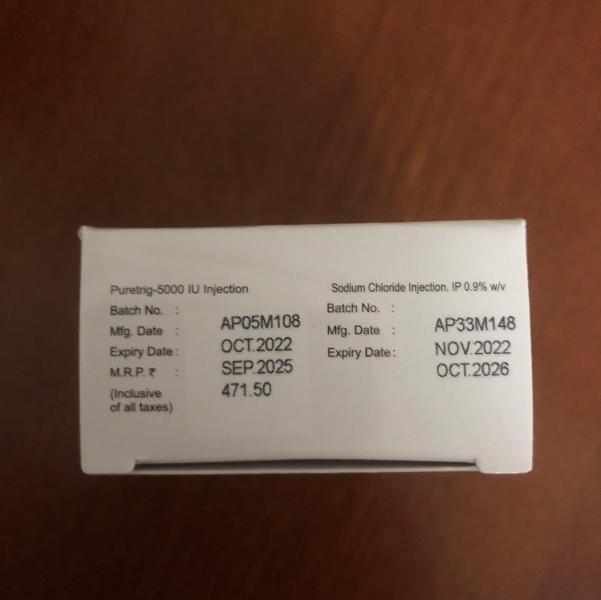 Puretrig-5000 IU Injection
Batch No. : AP05M108
Mfg. Date : OCT.2022
Expiry Date : SEP.2025
M.R.P. ₹ : 471.50
(Inclusive
of all taxes)
Sodium Chloride Injection. IP 0.9% w/v
Batch No. : AP33M148
Mfg. Date : NOV.2022
Expiry Date : OCT.2026